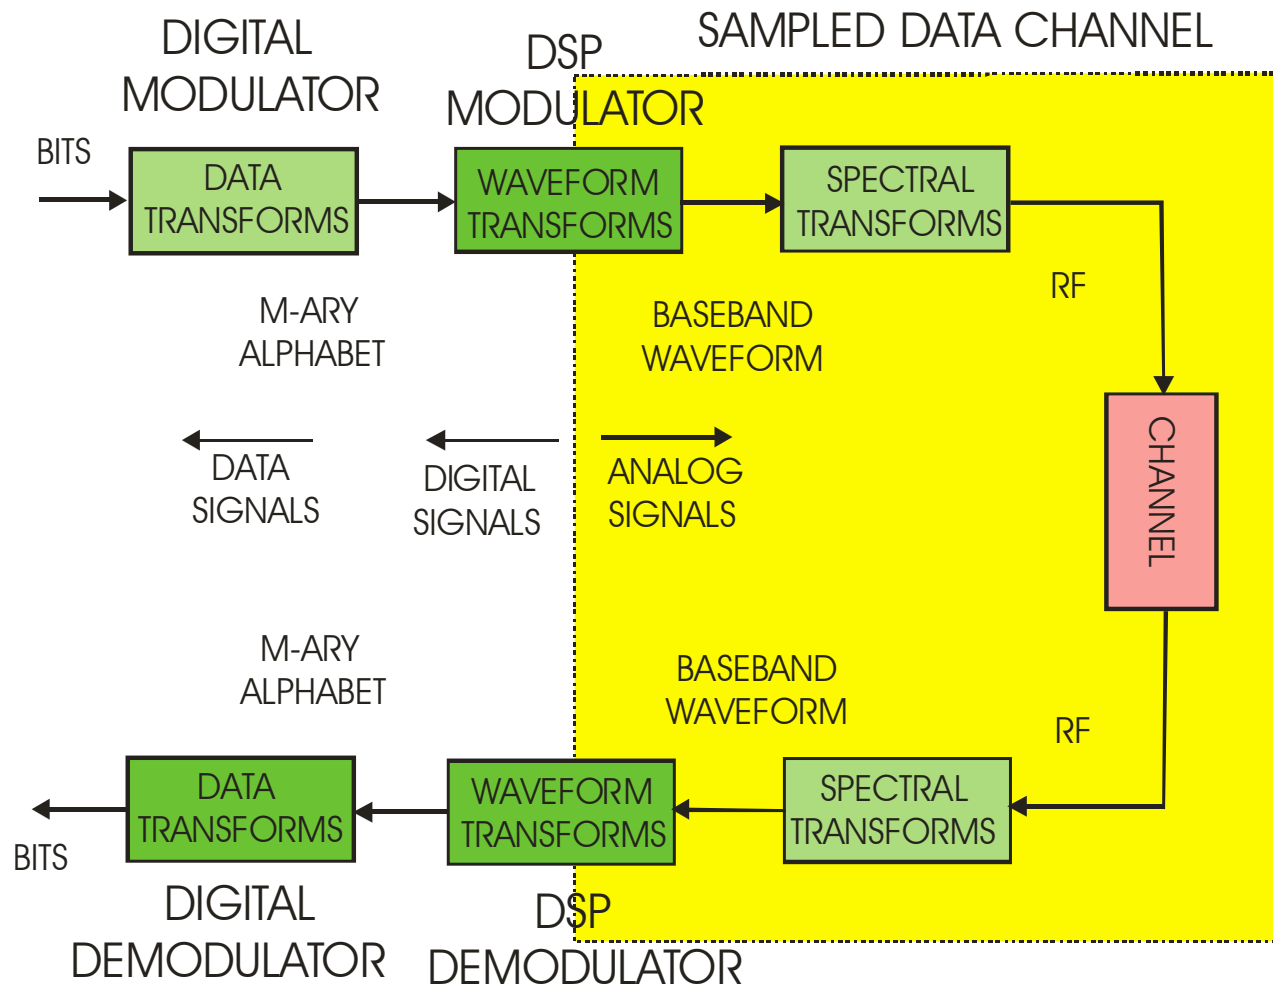 SAMPLED DATA CHANNEL
DIGITAL
MODULATOR
DSP
MODULATOR
BITS
DATA
TRANSFORMS
WAVEFORM
TRANSFORMS
SPECTRAL
TRANSFORMS
RF
M-ARY
ALPHABET
BASEBAND
WAVEFORM
CHANNEL
DATA
SIGNALS
DIGITAL
SIGNALS
ANALOG
SIGNALS
M-ARY
ALPHABET
BASEBAND
WAVEFORM
RF
DATA
TRANSFORMS
WAVEFORM
TRANSFORMS
SPECTRAL
TRANSFORMS
BITS
DIGITAL
DEMODULATOR
DSP
DEMODULATOR